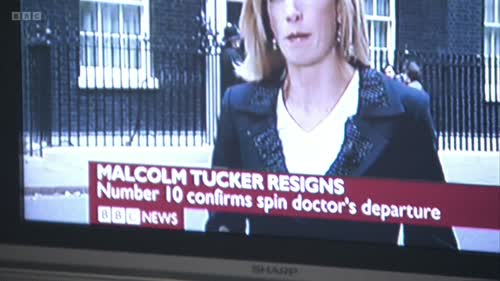 BBC
MALCOLM TUCKER RESIGNS
Number 10 confirms spin doctor's departure
BBC NEWS
SHARP